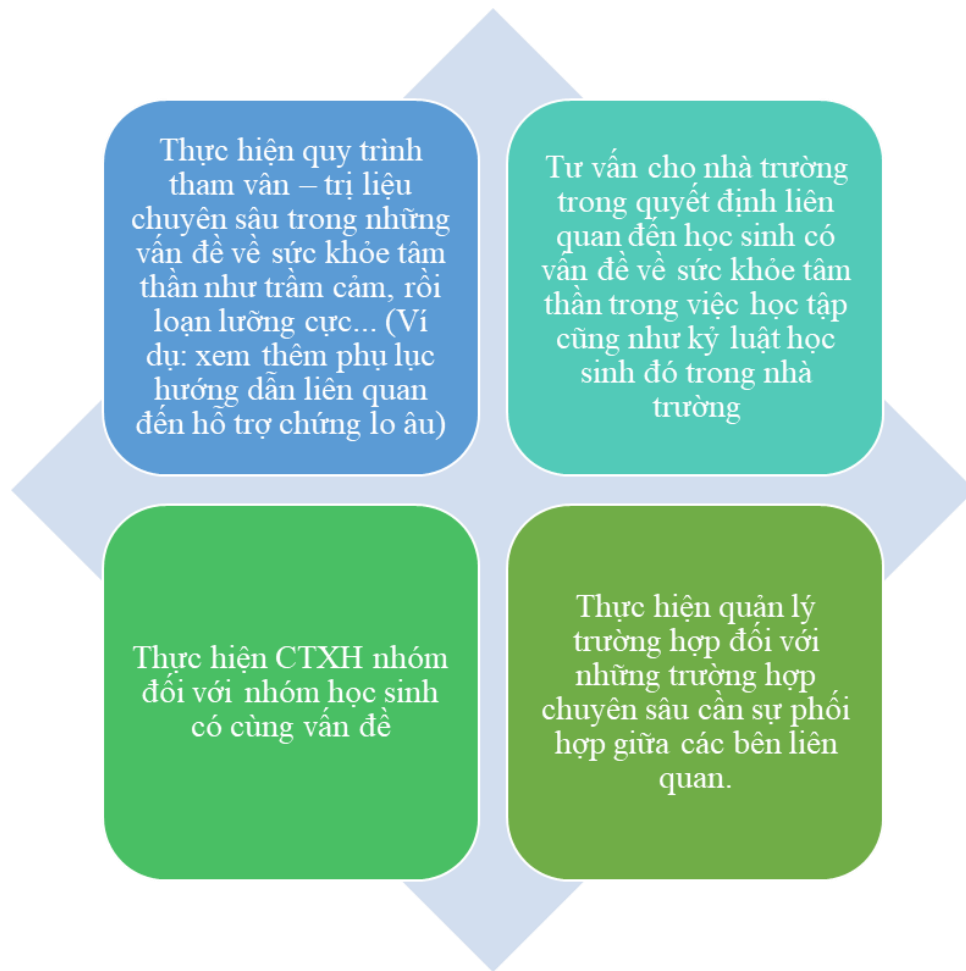 Thực hiện quy trình
tham vấn – trị liệu
chuyên sâu trong những
vấn đề về sức khỏe tâm
thần như trầm cảm, rồi
loạn lưỡng cực... (Ví
dụ: xem thêm phụ lục
hướng dẫn liên quan
đến hỗ trợ chứng lo âu)
Tư vấn cho nhà trường
trong quyết định liên
quan đến học sinh có
vấn đề về sức khỏe tâm
thần trong việc học tập
cũng như kỷ luật học
sinh đó trong nhà
trường
Thực hiện CTXH nhóm
đối với nhóm học sinh
có cùng vấn đề
Thực hiện quản lý
trường hợp đối với
những trường hợp
chuyên sâu cần sự phối
hợp giữa các bên liên
quan.